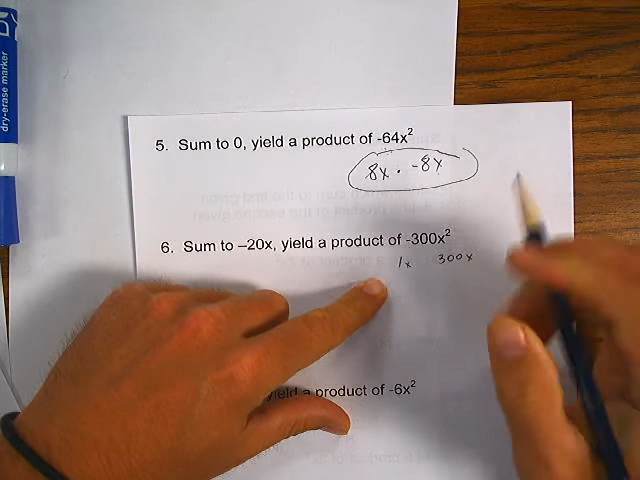 dry-erase marker
5. Sum to 0, yield a product of -64x²
8x · -8x
6. Sum to –20x, yield a product of -300x²
1x 300x
yield a product of -6x²